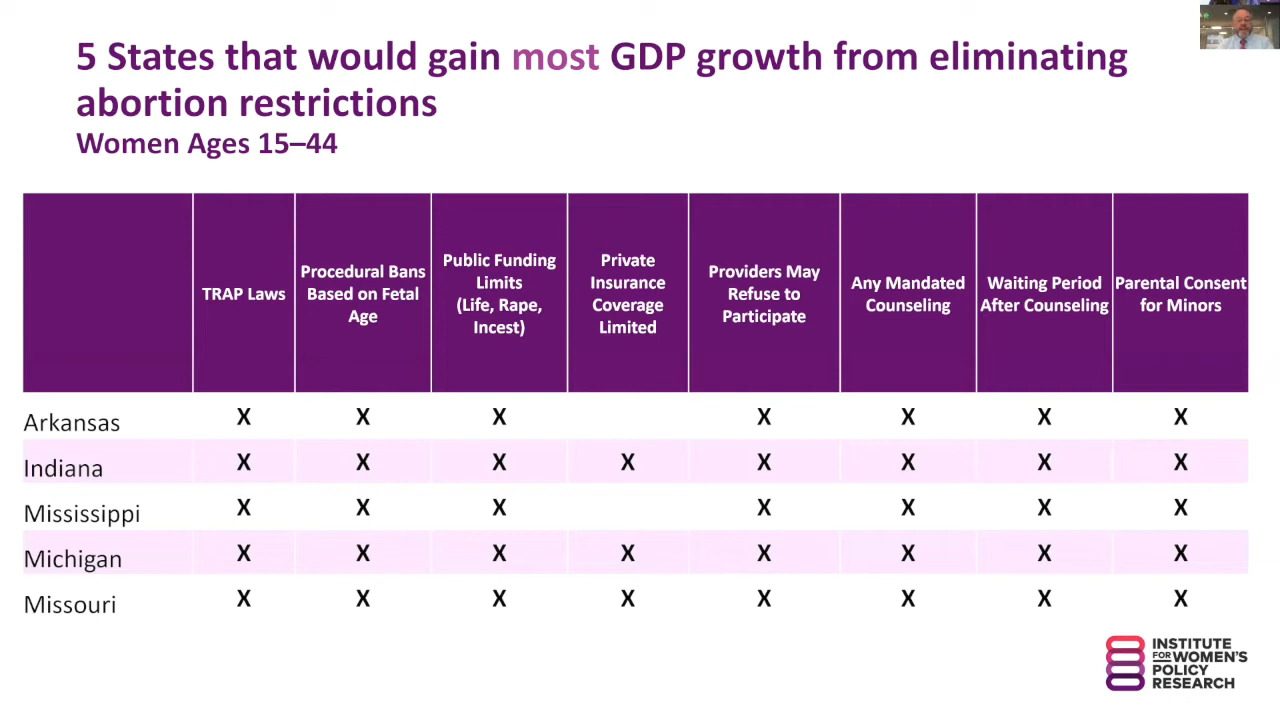 5 States that would gain most GDP growth from eliminating
abortion restrictions
Women Ages 15–44
TRAP Laws
Procedural Bans
Based on Fetal
Age
Public Funding
Limits
(Life, Rape,
Incest)
Private
Insurance
Coverage
Limited
Providers May
Refuse to
Participate
Any Mandated
Counseling
Waiting Period
After Counseling
Parental Consent
for Minors
Arkansas X X X X X X X
Indiana X X X X X X X X
Mississippi X X X X X X X
Michigan X X X X X X X X
Missouri X X X X X X X X
INSTITUTE
FOR WOMEN'S
POLICY
RESEARCH